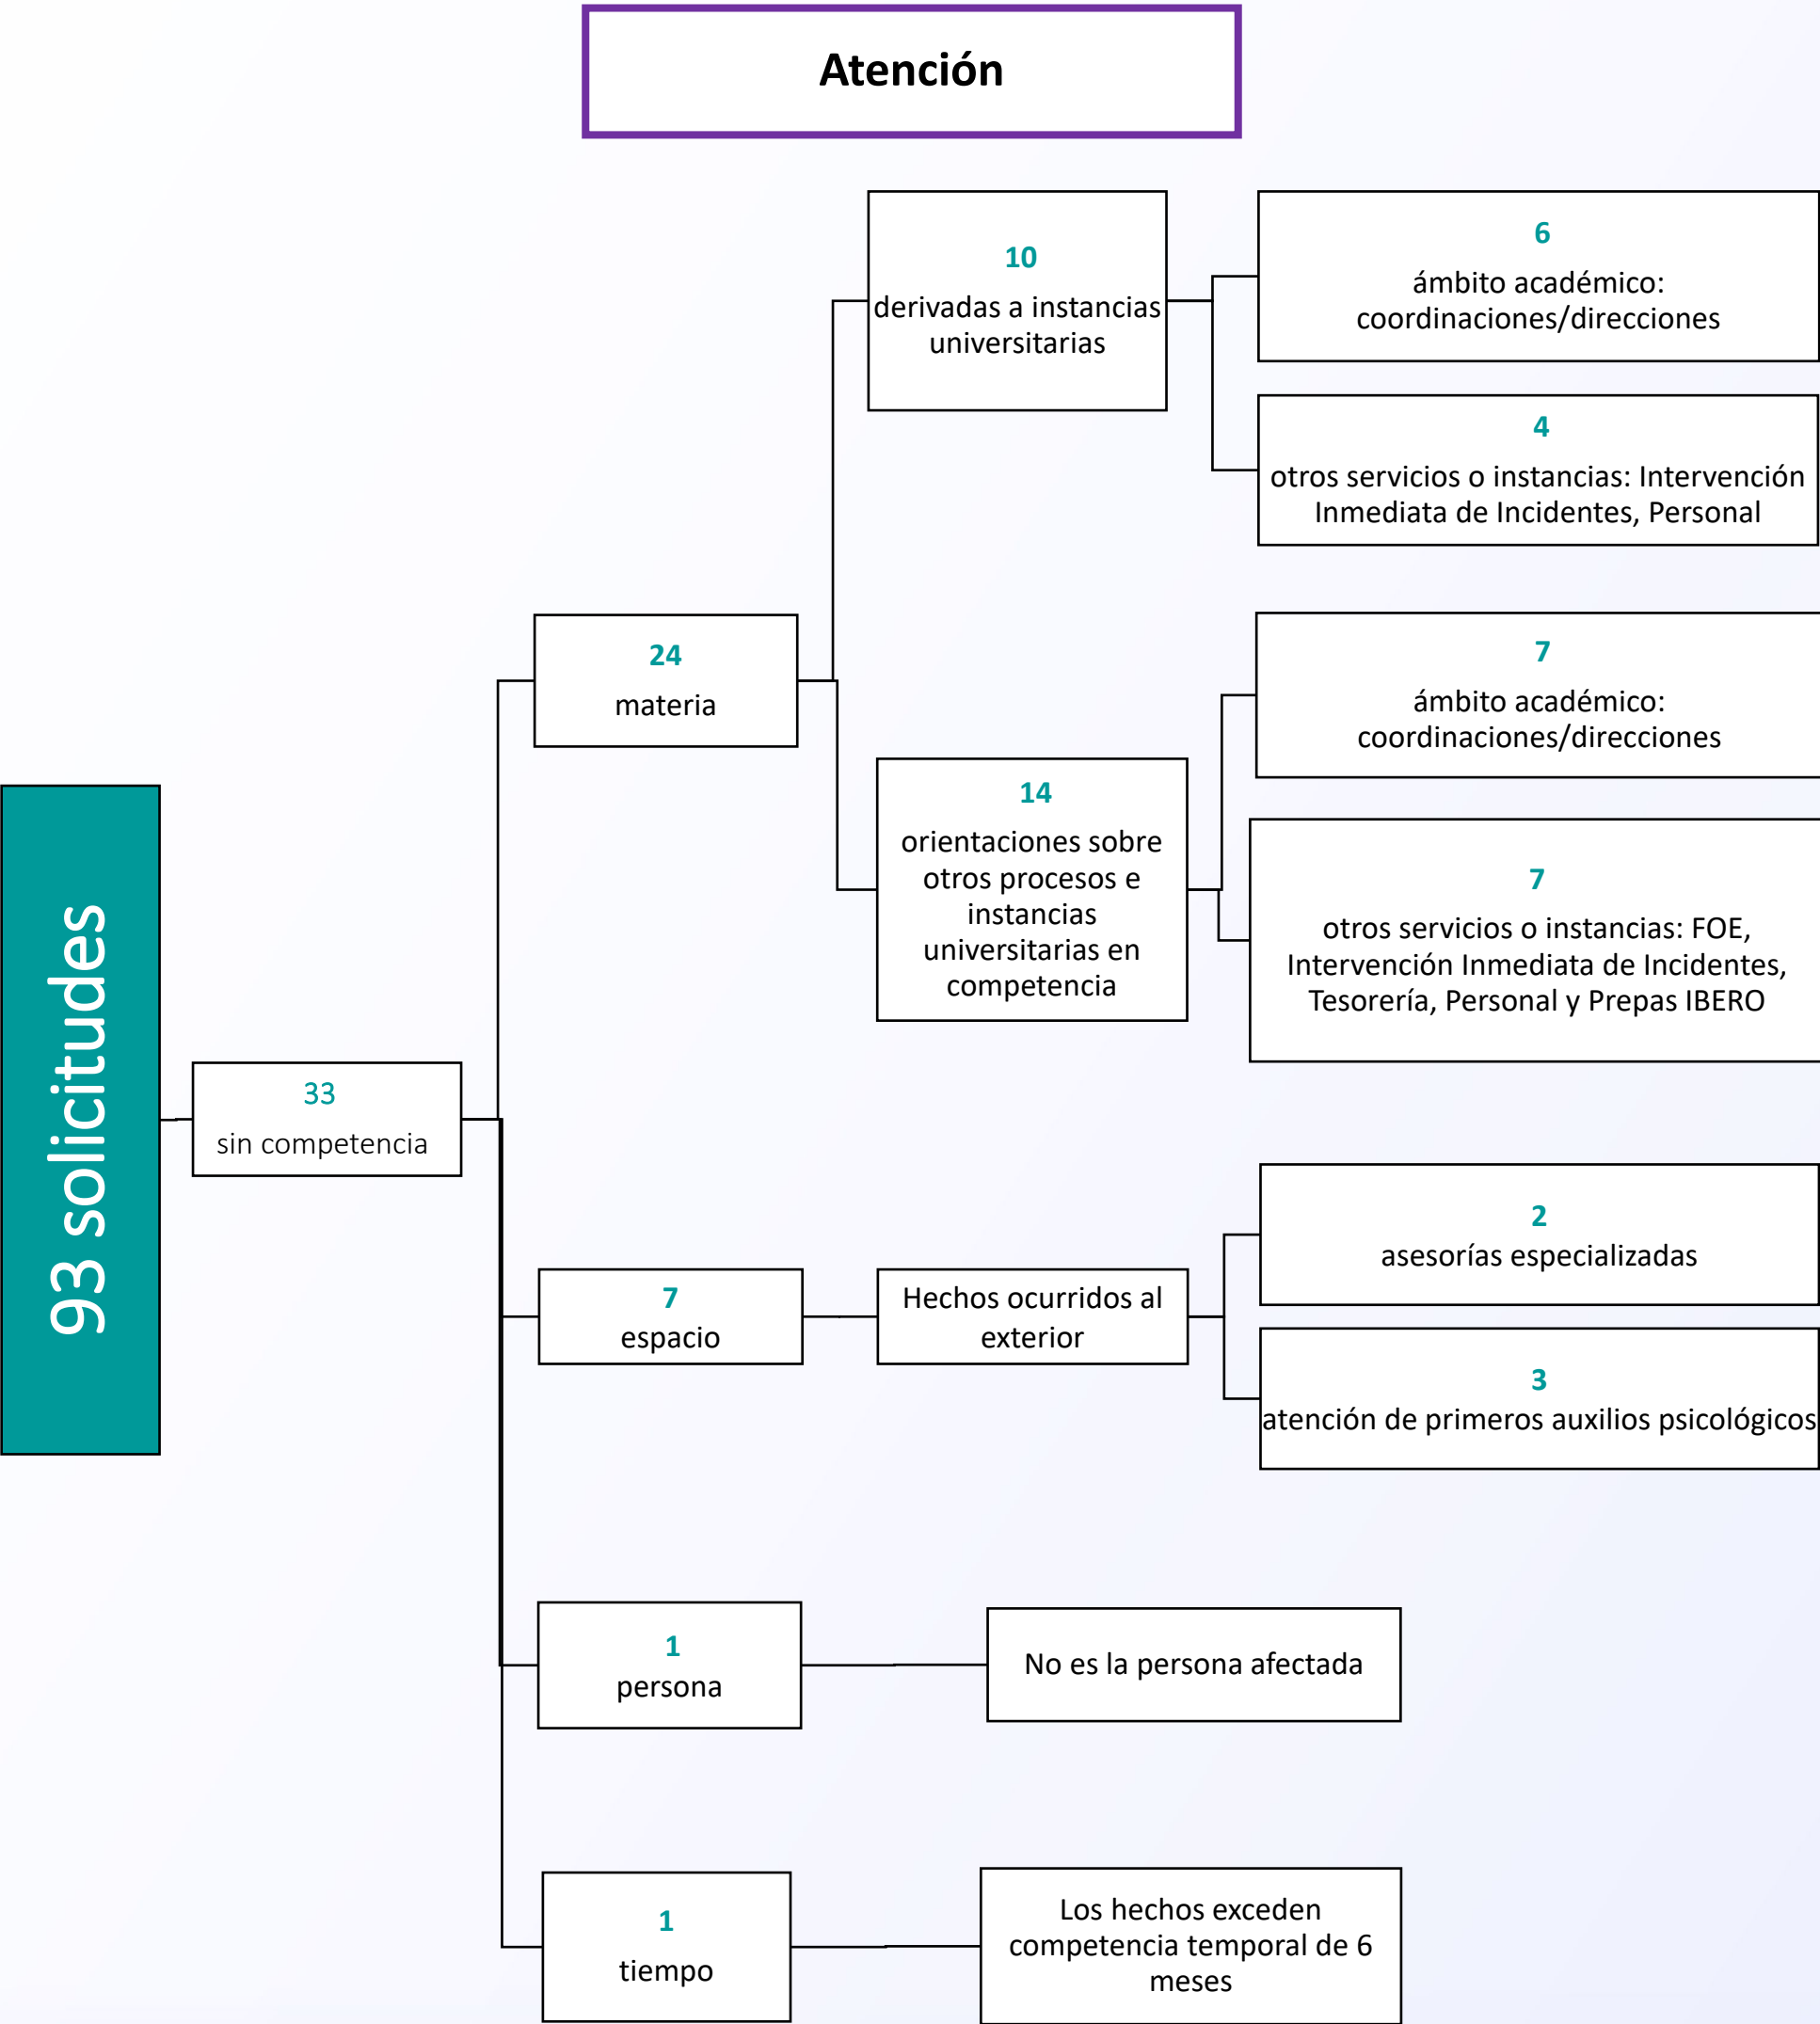 Atención
93 solicitudes
33
sin competencia
24
materia
10
derivadas a instancias
universitarias
6
ámbito académico:
coordinaciones/direcciones
4
otros servicios o instancias: Intervención
Inmediata de Incidentes, Personal
14
orientaciones sobre
otros procesos e
instancias
universitarias en
competencia
7
ámbito académico:
coordinaciones/direcciones
7
otros servicios o instancias: FOE,
Intervención Inmediata de Incidentes,
Tesorería, Personal y Prepas IBERO
7
espacio
Hechos ocurridos al
exterior
2
asesorías especializadas
3
atención de primeros auxilios psicológicos
1
persona
No es la persona afectada
1
tiempo
Los hechos exceden
competencia temporal de 6
meses